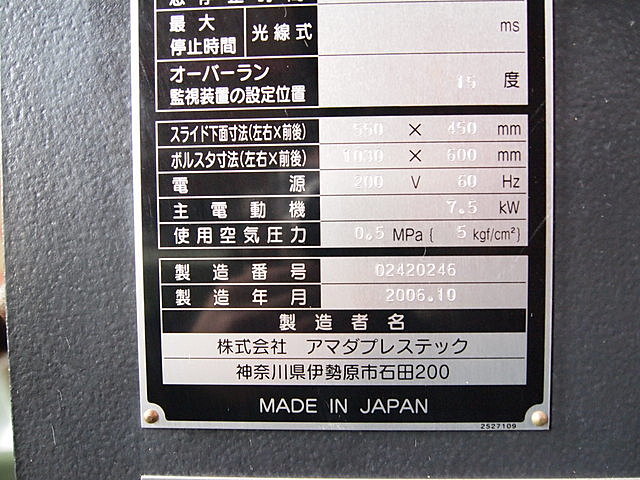 最大
停止時間 光線式 ms
オーバーラン
監視装置の設定位置 15 度
スライド下面寸法(左右×前後) 550 × 450 mm
ボルスタ寸法(左右×前後) 1030 × 600 mm
電源 200 V 60 Hz
主電動機 7.5 kW
使用空気圧力 0.5 MPa { 5 kgf/cm²}
製造番号 02420246
製造年月 2006.10
製造者名
株式会社 アマダプレステック
神奈川県伊勢原市石田200
MADE IN JAPAN
2527109